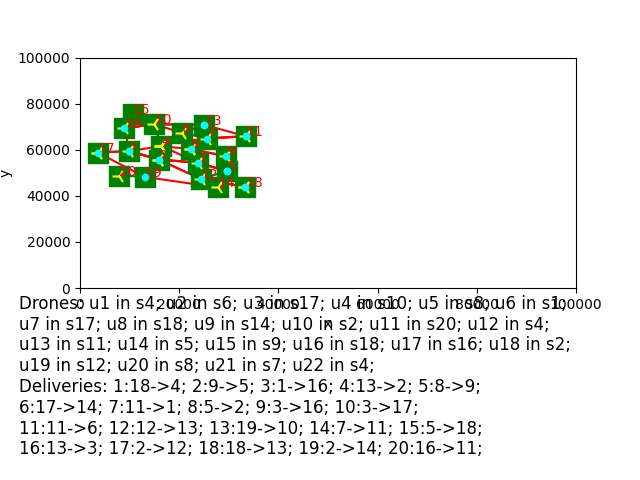 100000
80000
60000
40000
20000
0
y
100000
x
Drones: u1 in s4; u2 in s6; u3 in s17; u4 in s10; u5 in s8; u6 in s1;
u7 in s17; u8 in s18; u9 in s14; u10 in s2; u11 in s20; u12 in s4;
u13 in s11; u14 in s5; u15 in s9; u16 in s18; u17 in s16; u18 in s2;
u19 in s12; u20 in s8; u21 in s7; u22 in s4;
Deliveries: 1:18->4; 2:9->5; 3:1->16; 4:13->2; 5:8->9;
6:17->14; 7:11->1; 8:5->2; 9:3->16; 10:3->17;
11:11->6; 12:12->13; 13:19->10; 14:7->11; 15:5->18;
16:13->3; 17:2->12; 18:18->13; 19:2->14; 20:16->11;